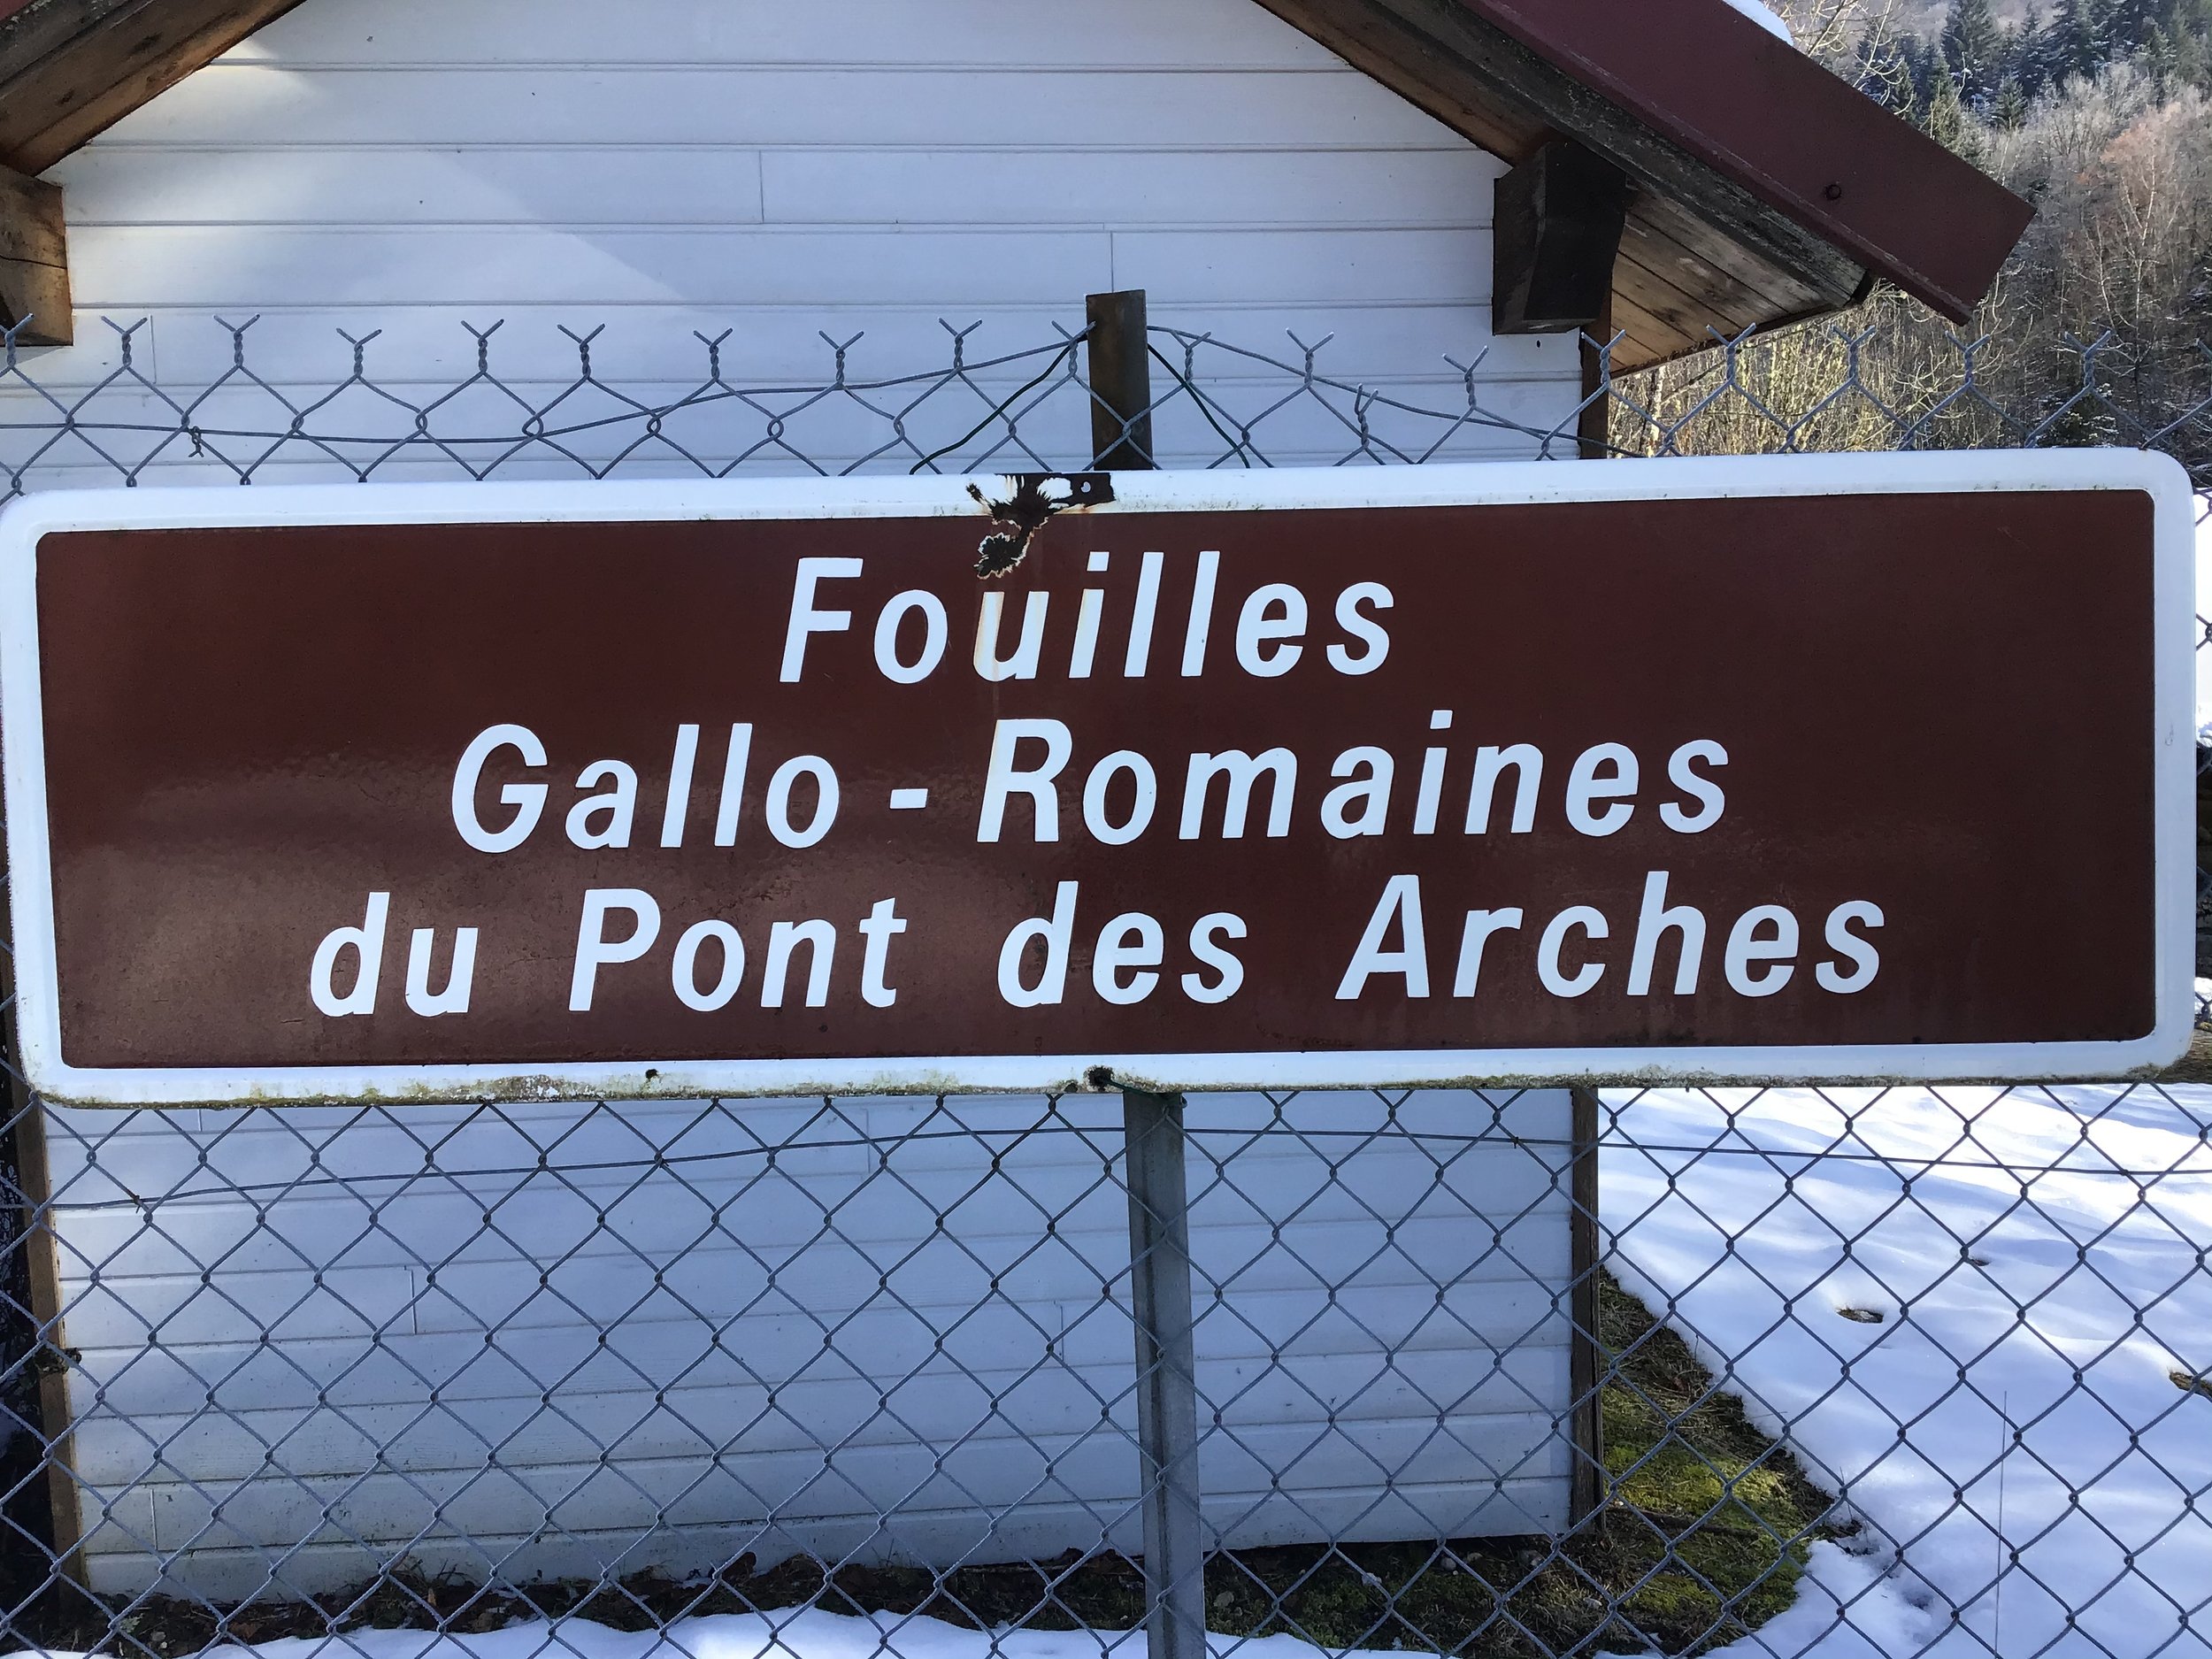 Fouilles
Gallo - Romaines
du Pont des Arches